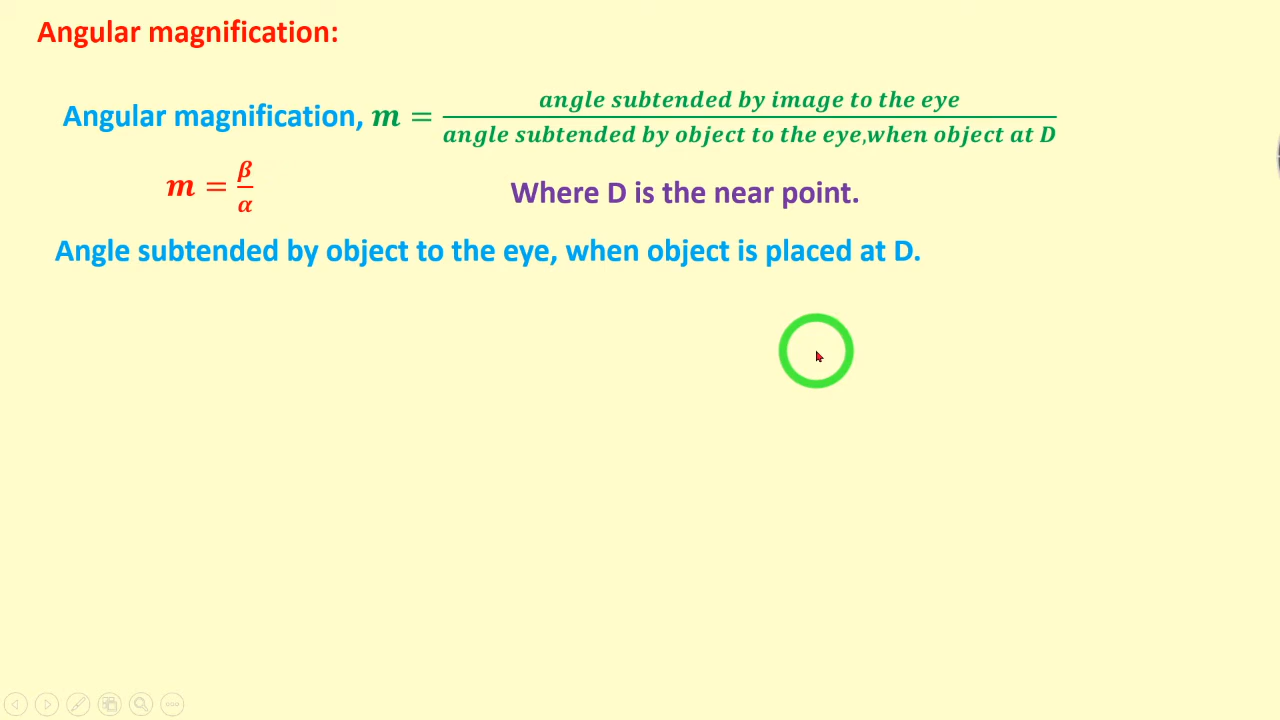 Angular magnification:
Angular magnification, m = angle subtended by image to the eye / angle subtended by object to the eye,when object at D
m = β / α
Where D is the near point.
Angle subtended by object to the eye, when object is placed at D.